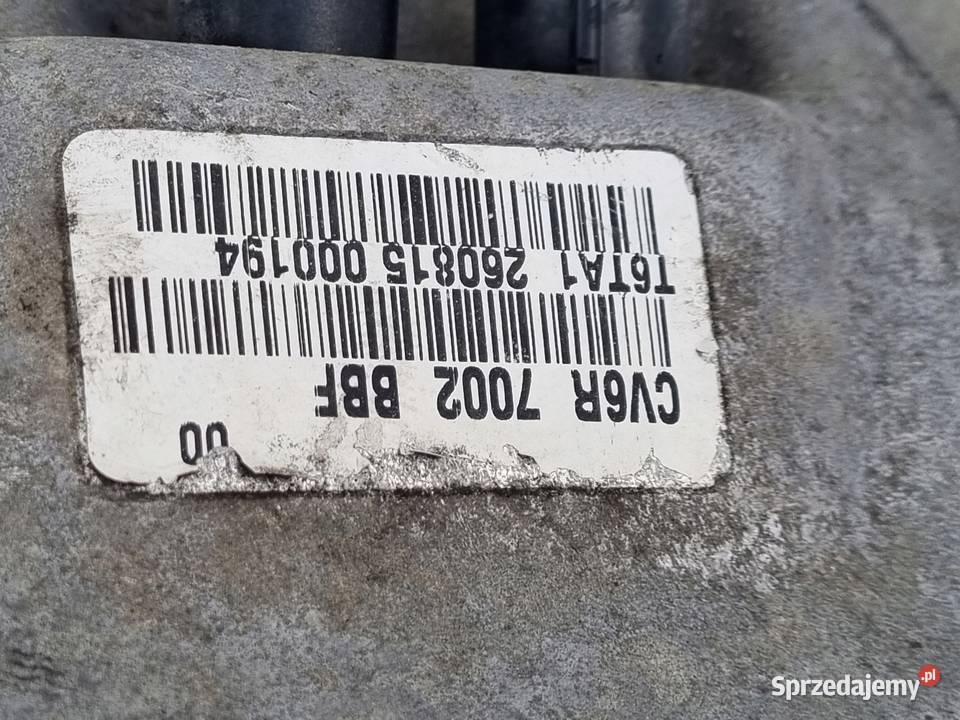 00
CV6R 7002 BBF
T6TA1 260815 000194
Sprzedajemy.pl